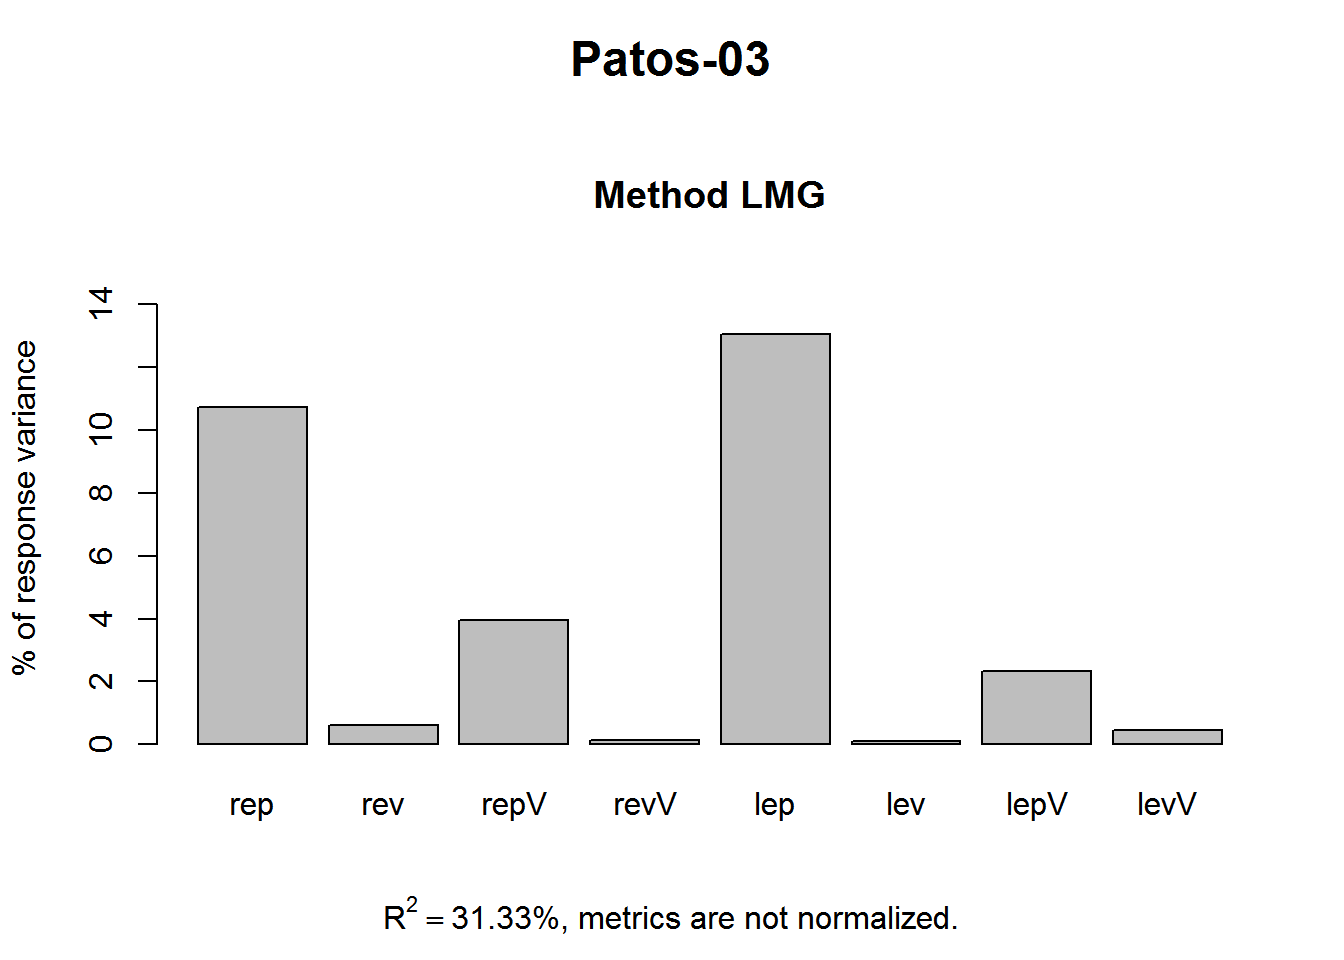 Patos-03
Method LMG
% of response variance
14
10
8
6
4
2
0
rep rev repV revV lep lev lepV levV
R² = 31.33%, metrics are not normalized.